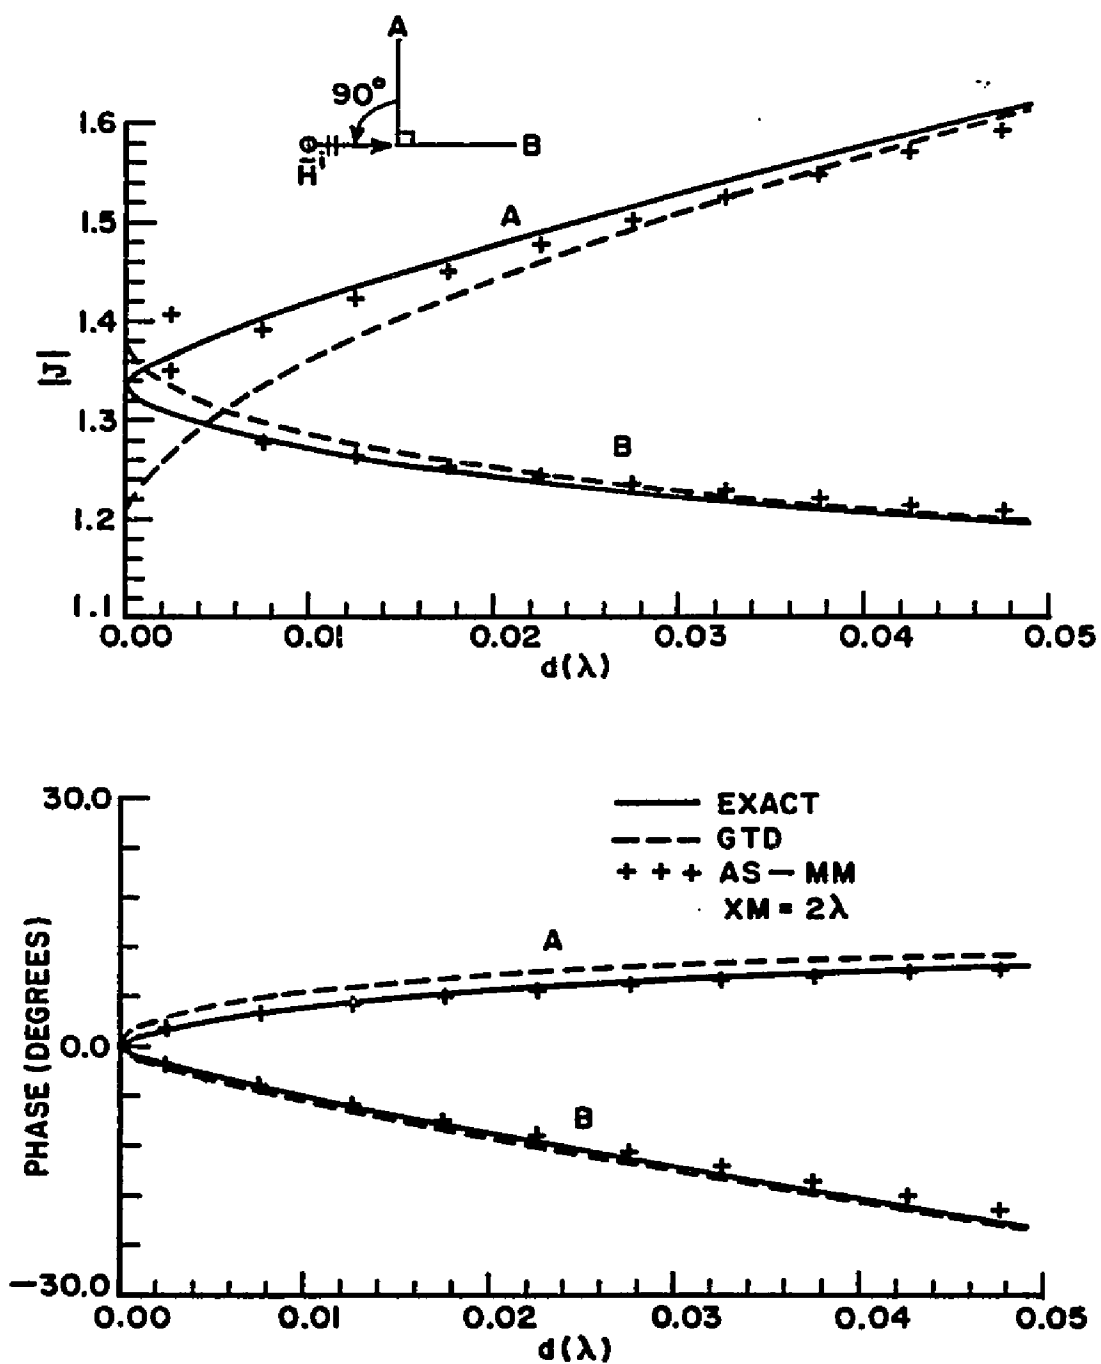 A
90°
B
H̄ⁱ
1.6
1.5
1.4
1.3
1.2
1.1
|J|
A
B
0.00 0.01 0.02 0.03 0.04 0.05
d(λ)
30.0
0.0
-30.0
PHASE (DEGREES)
EXACT
GTD
+ + + AS - MM
XM = 2λ
A
B
0.00 0.01 0.02 0.03 0.04 0.05
d(λ)